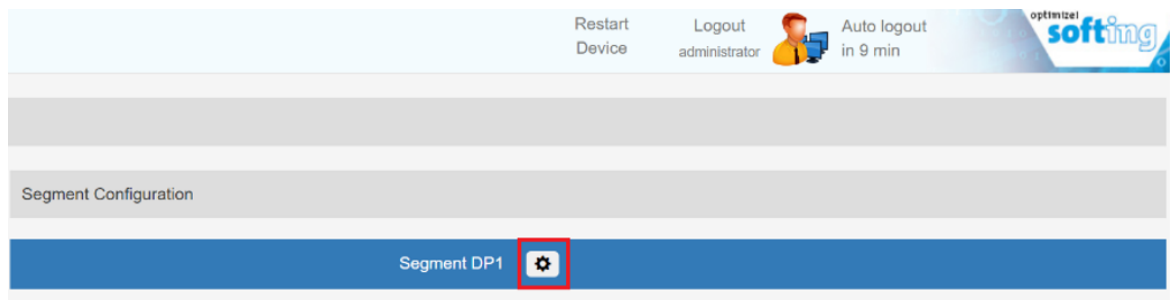 Restart
Device
Logout
administrator
Auto logout
in 9 min
optimize!
softing
Segment Configuration
Segment DP1